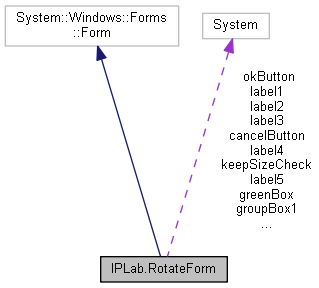 System::Windows::Forms
::Form
System
okButton
label1
label2
label3
cancelButton
label4
keepSizeCheck
label5
greenBox
groupBox1
...
IPLab.RotateForm